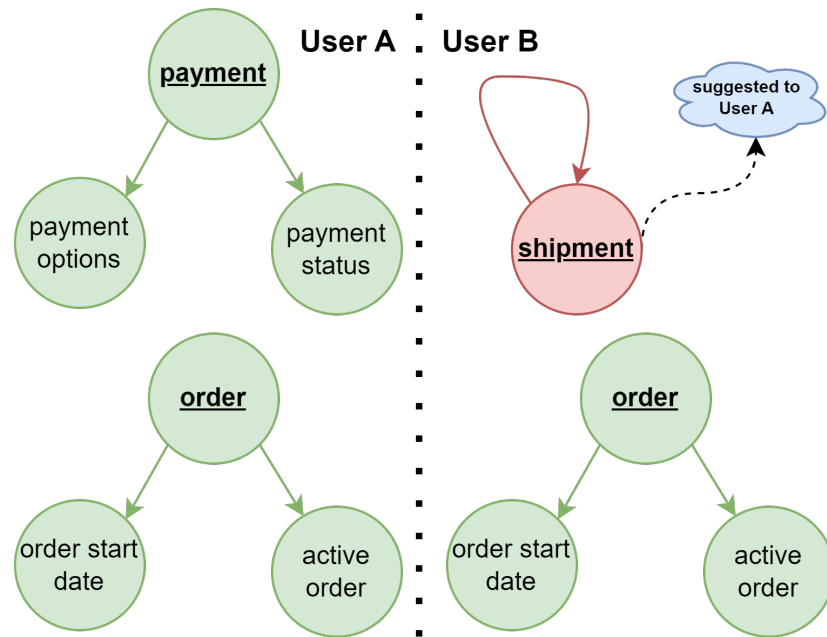 User A
payment
payment
options
payment
status
order
order start
date
active
order
User B
suggested to
User A
shipment
order
order start
date
active
order